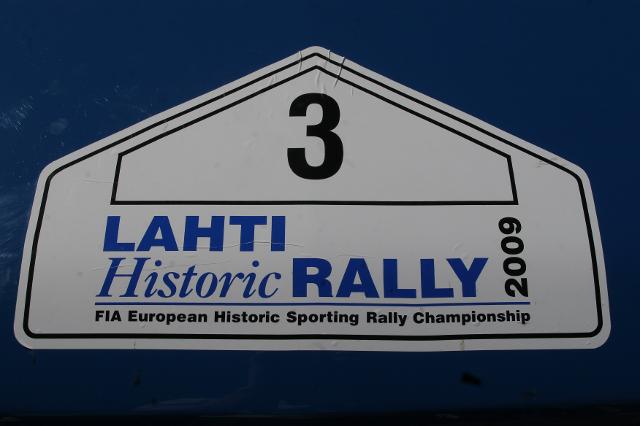 3
LAHTI
Historic RALLY
2009
FIA European Historic Sporting Rally Championship